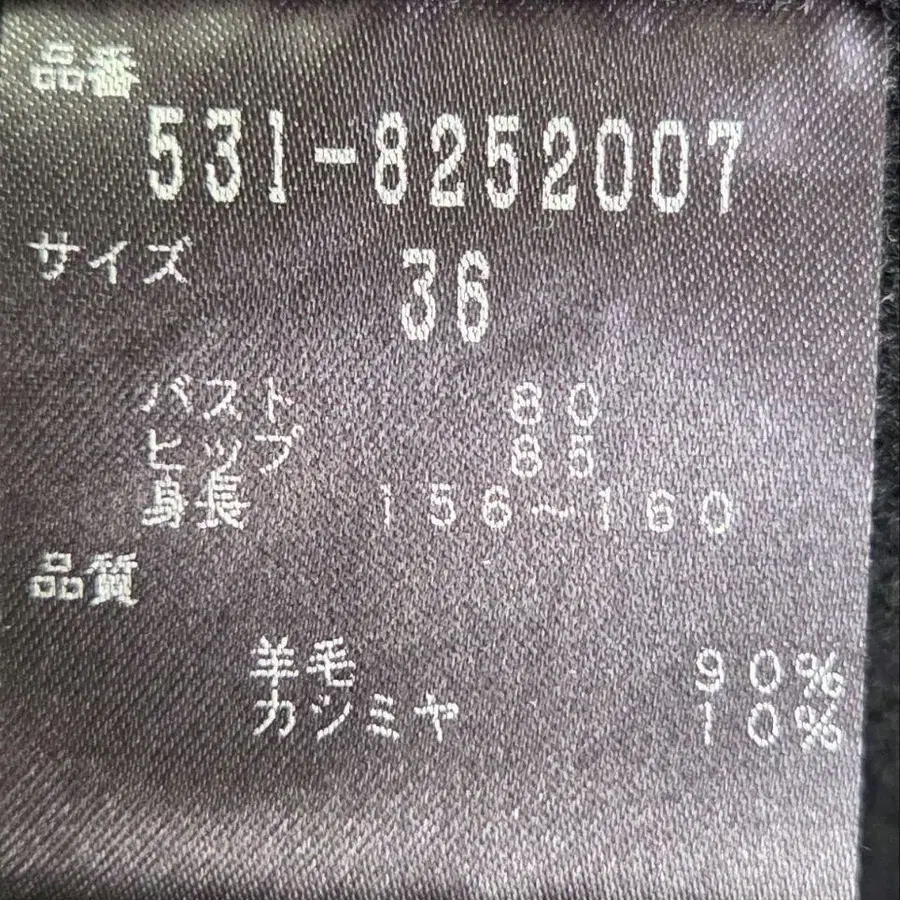 品番
531-8252007
サイズ 36
バスト 80
ヒップ 85
身長 156~160
品質
羊毛 90%
カシミヤ 10%